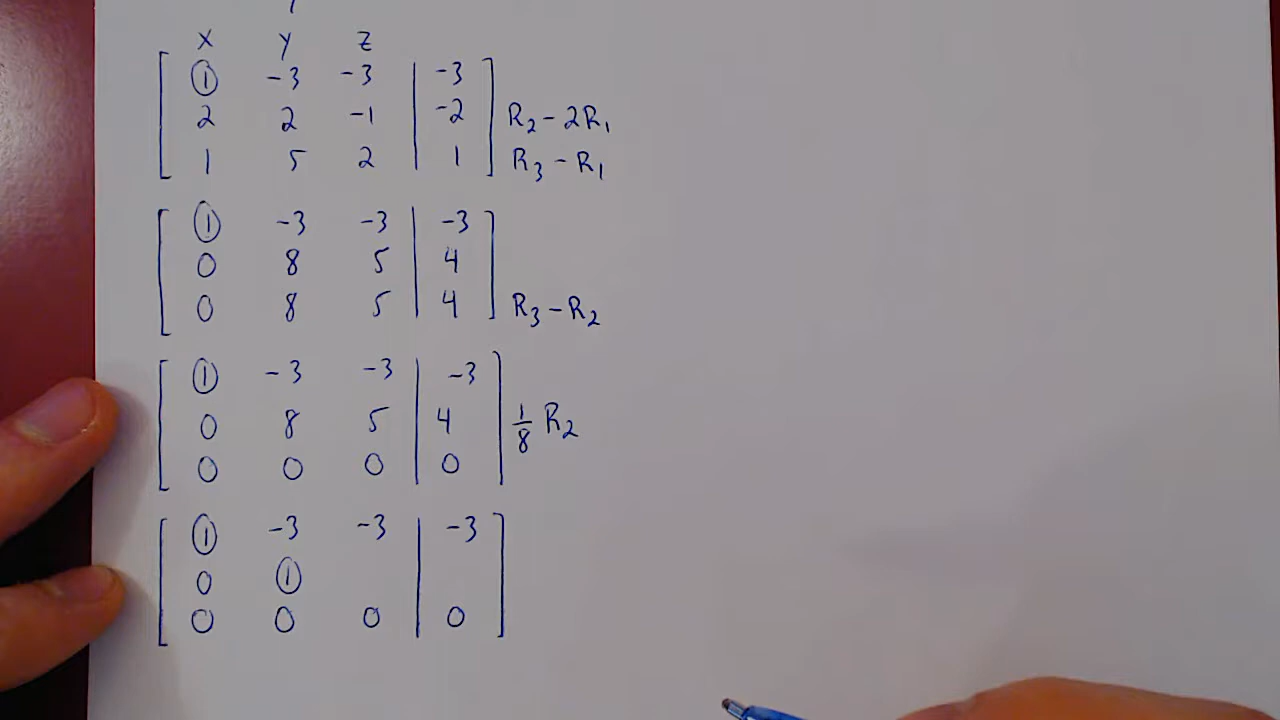 X Y Z
1 -3 -3 | -3
2 2 -1 | -2 R₂ - 2R₁
1 5 2 | 1 R₃ - R₁
1 -3 -3 | -3
0 8 5 | 4
0 8 5 | 4 R₃ - R₂
1 -3 -3 | -3
0 8 5 | 4 1/8 R₂
0 0 0 | 0
1 -3 -3 | -3
0 1 |
0 0 0 | 0